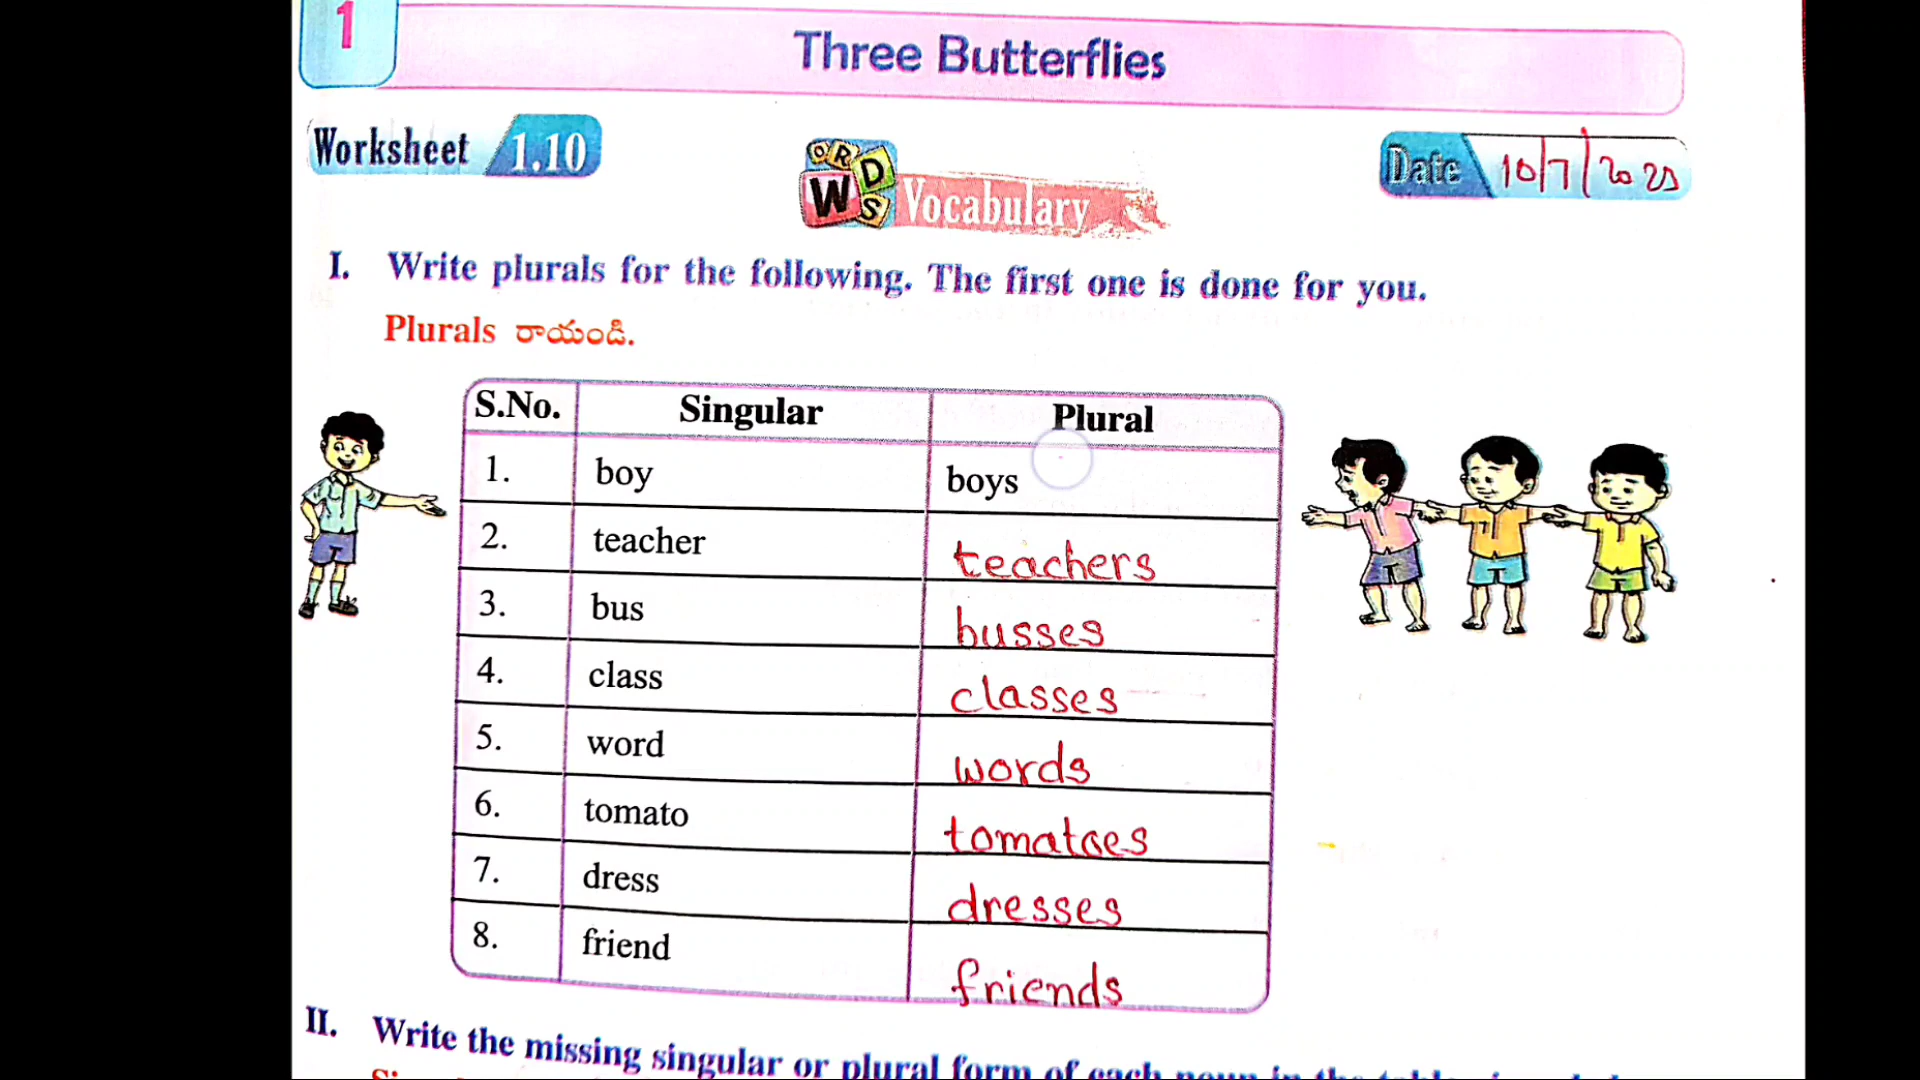 1
Three Butterflies
Worksheet 1.10
WORDS Vocabulary
Date 10/7/2025
I. Write plurals for the following. The first one is done for you.
Plurals రాయండి.
S.No. Singular Plural
1. boy boys
2. teacher teachers
3. bus busses
4. class classes
5. word words
6. tomato tomatoes
7. dress dresses
8. friend friends
II. Write the missing singular or plural form of each noun in the